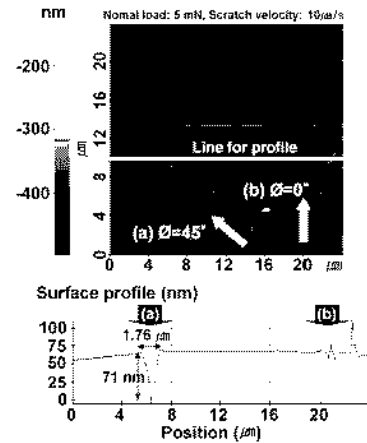 nm
Nomal load: 5 mN, Scratch velocity: 10㎛/s
-200
-300
-400
㎛
24
20
16
12
8
4
0
Line for profile
(b) Ø=0°
(a) Ø=45°
0 4 8 12 16 20 ㎛
Surface profile (nm)
(a) (b)
100
75
50
25
0
1.76 ㎛
71 nm
0 4 8 12 16 20
Position (㎛)